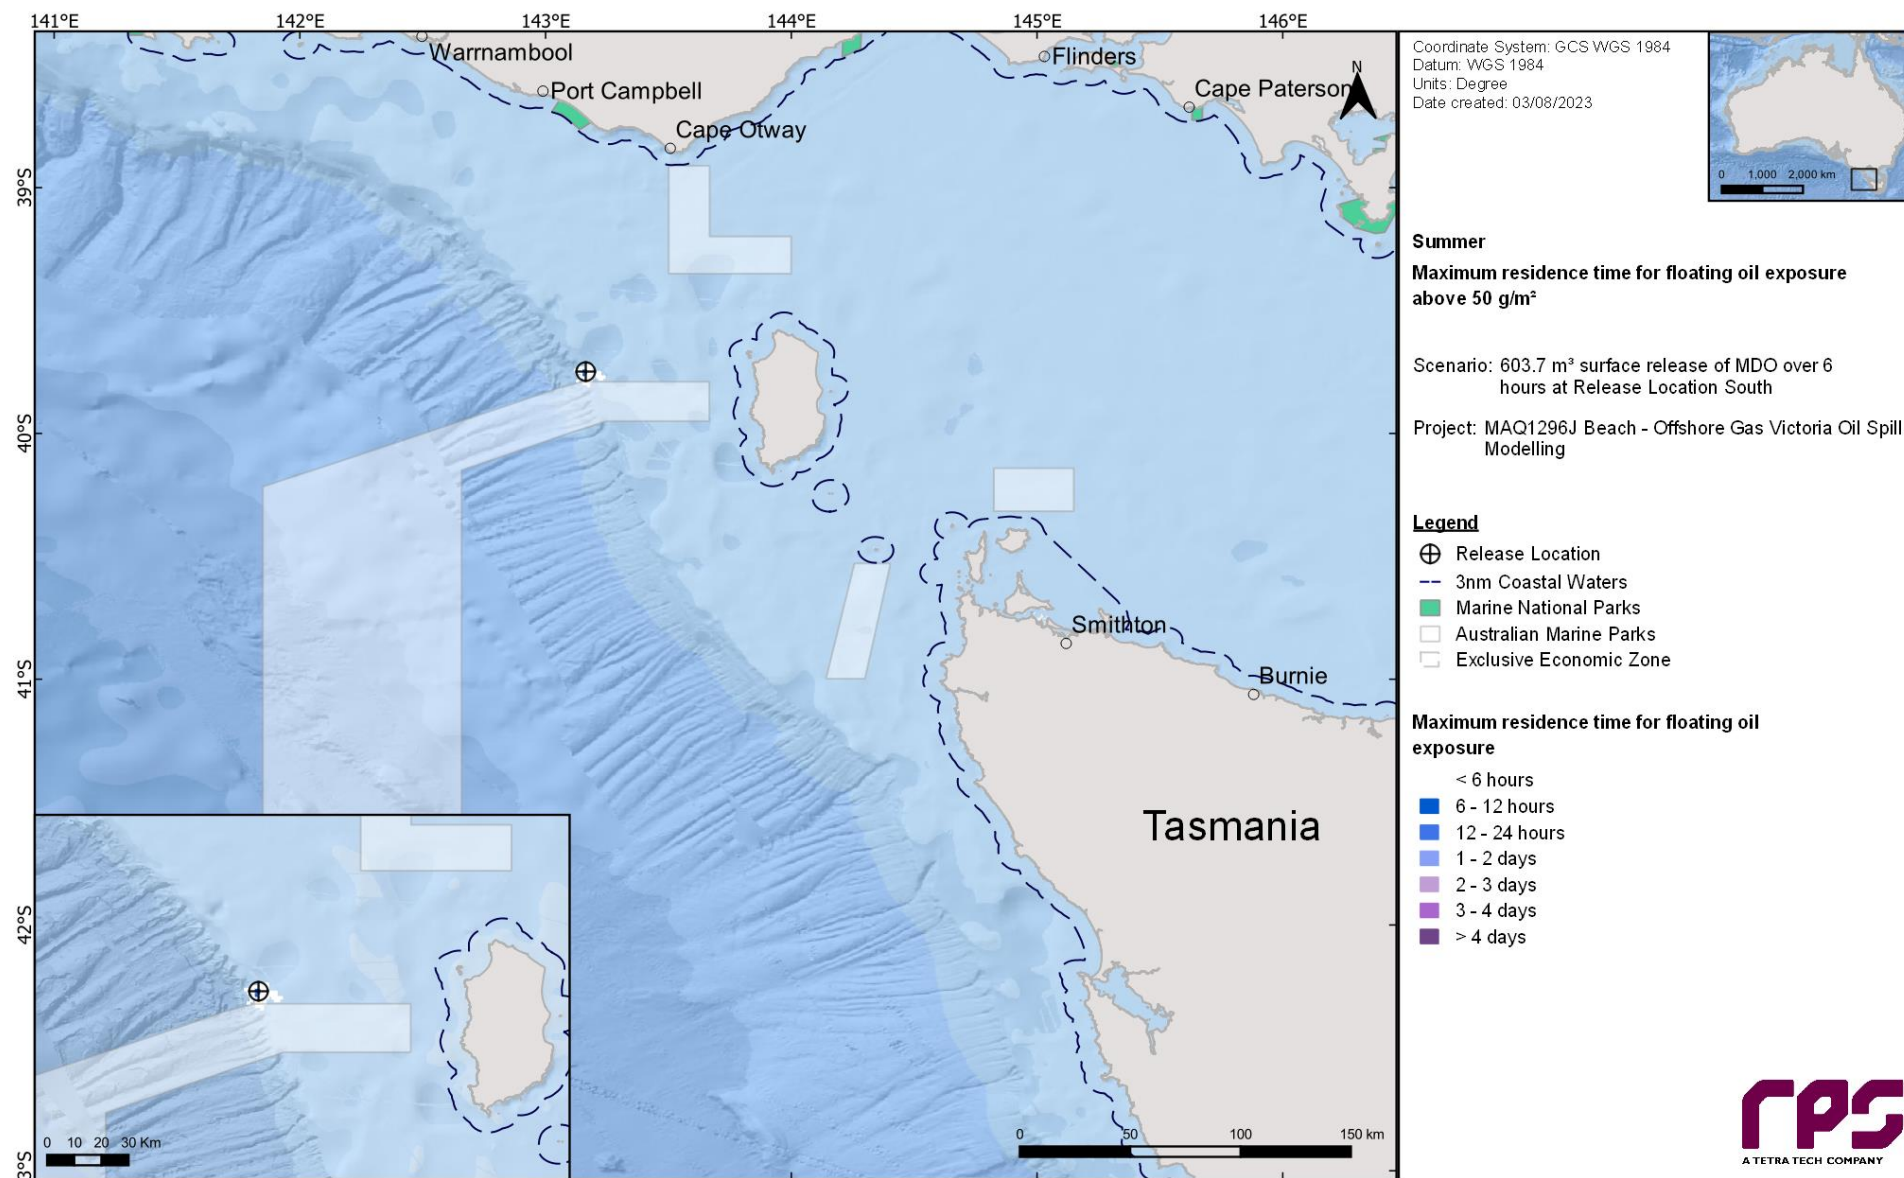 141°E
142°E
143°E
144°E
145°E
146°E
39°S
40°S
41°S
42°S
43°S
Warrnambool
Port Campbell
Cape Otway
Flinders
Cape Paterson
N
Smithton
Burnie
Tasmania
0 10 20 30 Km
0 50 100 150 km
Coordinate System: GCS WGS 1984
Datum: WGS 1984
Units: Degree
Date created: 03/08/2023
0 1,000 2,000 km
Summer
Maximum residence time for floating oil exposure
above 50 g/m²
Scenario: 603.7 m³ surface release of MDO over 6
hours at Release Location South
Project: MAQ1296J Beach - Offshore Gas Victoria Oil Spill
Modelling
Legend
Release Location
3nm Coastal Waters
Marine National Parks
Australian Marine Parks
Exclusive Economic Zone
Maximum residence time for floating oil
exposure
< 6 hours
6 - 12 hours
12 - 24 hours
1 - 2 days
2 - 3 days
3 - 4 days
> 4 days
rps
A TETRA TECH COMPANY